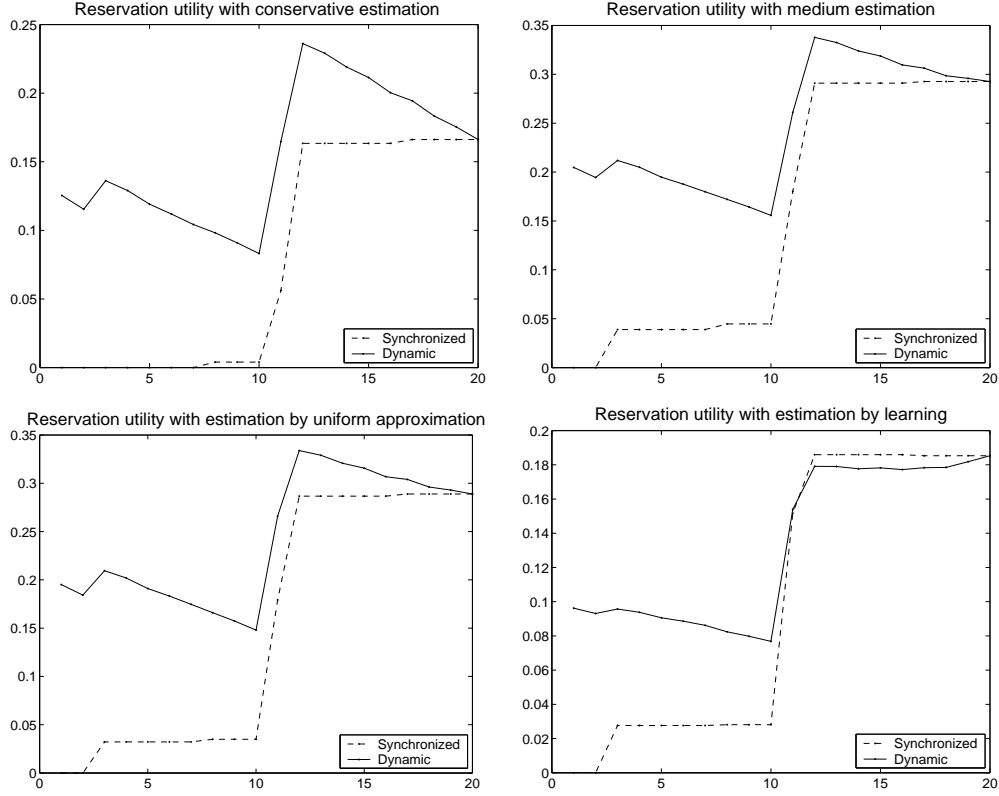 Reservation utility with conservative estimation
0.25
0.2
0.15
0.1
0.05
0
0 5 10 15 20
Synchronized
Dynamic
Reservation utility with medium estimation
0.35
0.3
0.25
0.2
0.15
0.1
0.05
0
0 5 10 15 20
Synchronized
Dynamic
Reservation utility with estimation by uniform approximation
0.35
0.3
0.25
0.2
0.15
0.1
0.05
0
0 5 10 15 20
Synchronized
Dynamic
Reservation utility with estimation by learning
0.2
0.18
0.16
0.14
0.12
0.1
0.08
0.06
0.04
0.02
0
0 5 10 15 20
Synchronized
Dynamic